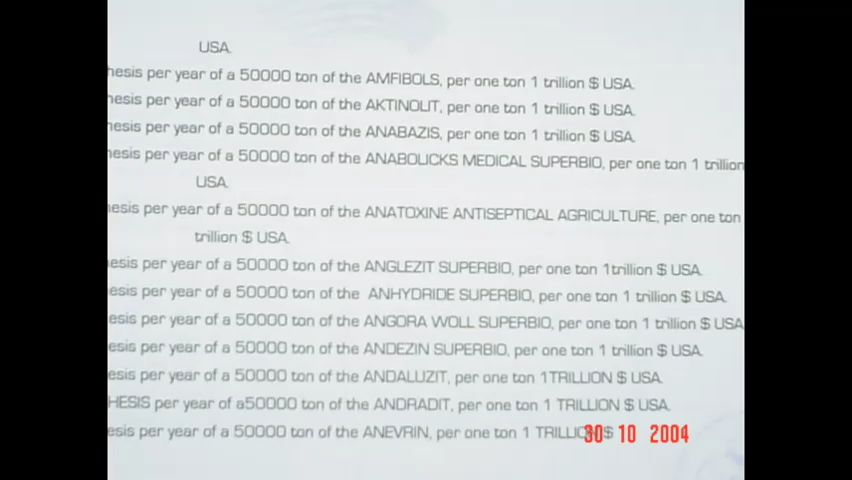 USA.
hesis per year of a 50000 ton of the AMFIBOLS, per one ton 1 trillion $ USA.
hesis per year of a 50000 ton of the AKTINOLIT, per one ton 1 trillion $ USA.
hesis per year of a 50000 ton of the ANABAZIS, per one ton 1 trillion $ USA.
hesis per year of a 50000 ton of the ANABOLICKS MEDICAL SUPERBIO, per one ton 1 trillion
USA.
esis per year of a 50000 ton of the ANATOXINE ANTISEPTICAL AGRICULTURE, per one ton
trillion $ USA.
esis per year of a 50000 ton of the ANGLEZIT SUPERBIO, per one ton 1trillion $ USA.
esis per year of a 50000 ton of the ANHYDRIDE SUPERBIO, per one ton 1 trillion $ USA.
esis per year of a 50000 ton of the ANGORA WOLL SUPERBIO, per one ton 1 trillion $ USA
esis per year of a 50000 ton of the ANDEZIN SUPERBIO, per one ton 1 trillion $ USA.
esis per year of a 50000 ton of the ANDALUZIT, per one ton 1TRILLION $ USA.
HESIS per year of a50000 ton of the ANDRADIT, per one ton 1 TRILLION $ USA.
esis per year of a 50000 ton of the ANEVRIN, per one ton 1 TRILLION $
30 10 2004